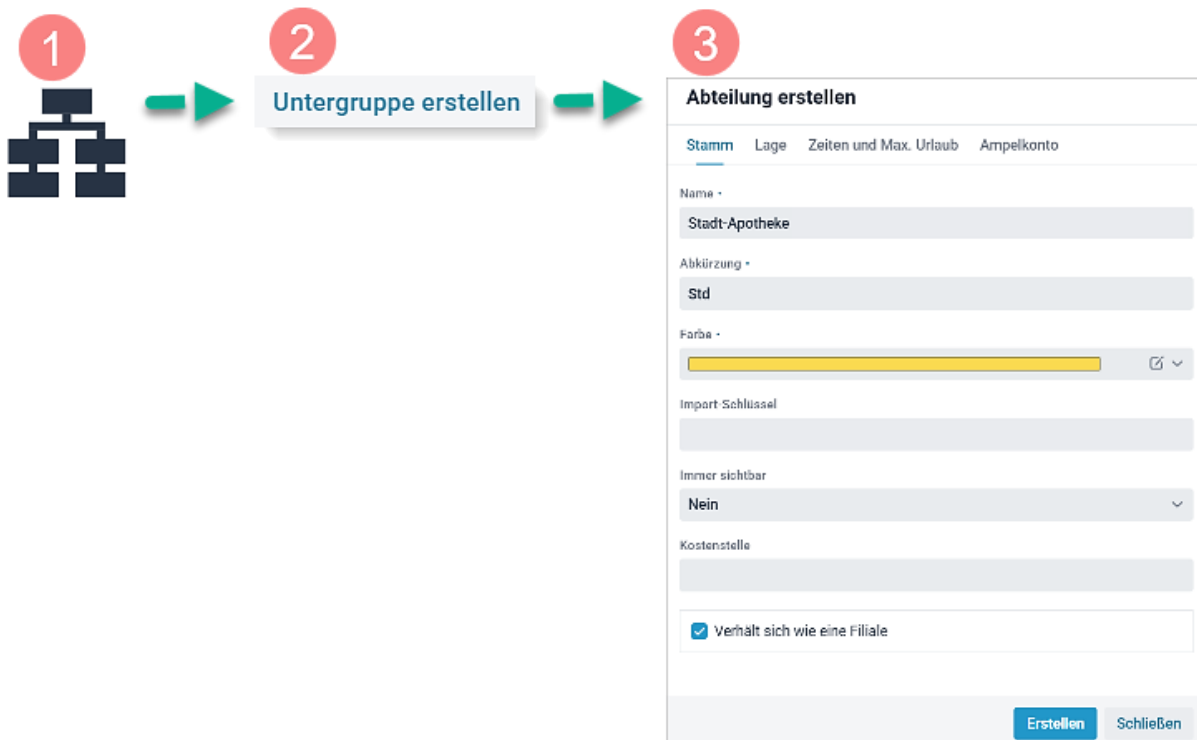 1
2
3
Untergruppe erstellen
Abteilung erstellen
Stamm Lage Zeiten und Max. Urlaub Ampelkonto
Name •
Stadt-Apotheke
Abkürzung •
Std
Farbe •
Import-Schlüssel
Immer sichtbar
Nein
Kostenstelle
Verhält sich wie eine Filiale
Erstellen Schließen